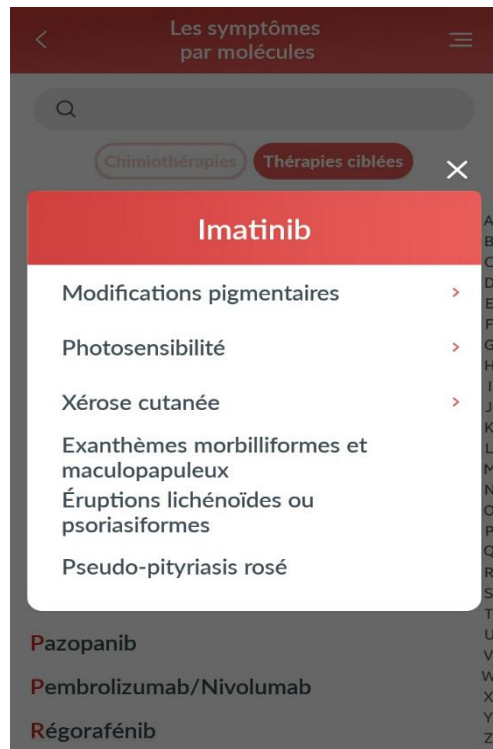 Les symptômes
par molécules
Chimiothérapies
Thérapies ciblées
Imatinib
Modifications pigmentaires
Photosensibilité
Xérose cutanée
Exanthèmes morbilliformes et
maculopapuleux
Éruptions lichénoïdes ou
psoriasiformes
Pseudo-pityriasis rosé
Pazopanib
Pembrolizumab/Nivolumab
Régorafénib
A
B
C
D
E
F
G
H
I
J
K
L
M
N
O
P
Q
R
S
T
U
V
W
X
Y
Z